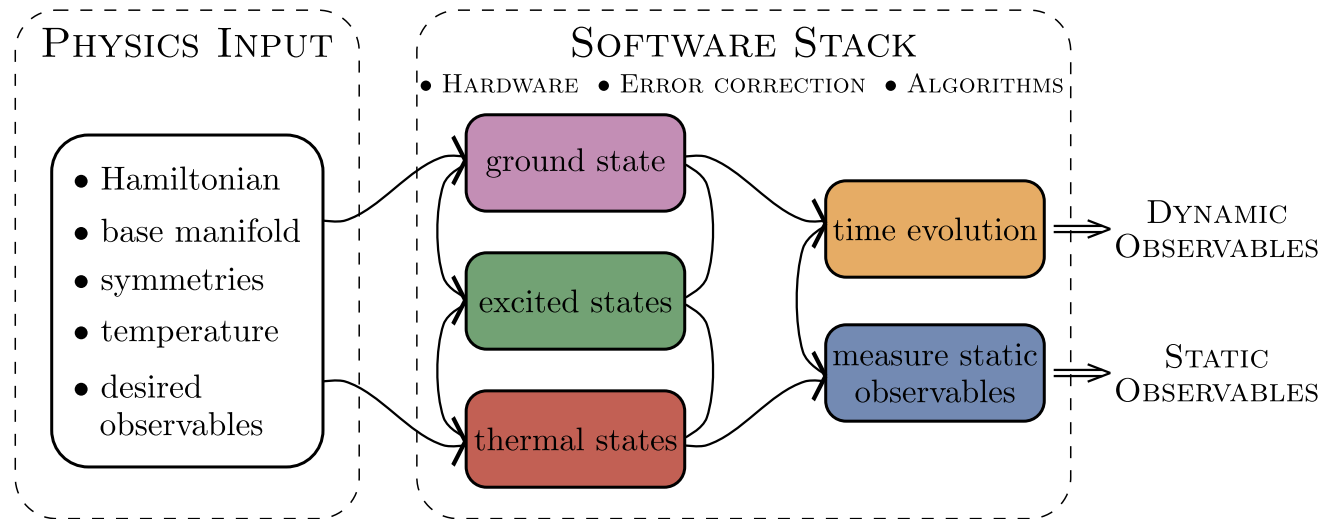 Physics Input
• Hamiltonian
• base manifold
• symmetries
• temperature
• desired
observables
Software Stack
• Hardware • Error correction • Algorithms
ground state
excited states
thermal states
time evolution
measure static
observables
Dynamic
Observables
Static
Observables